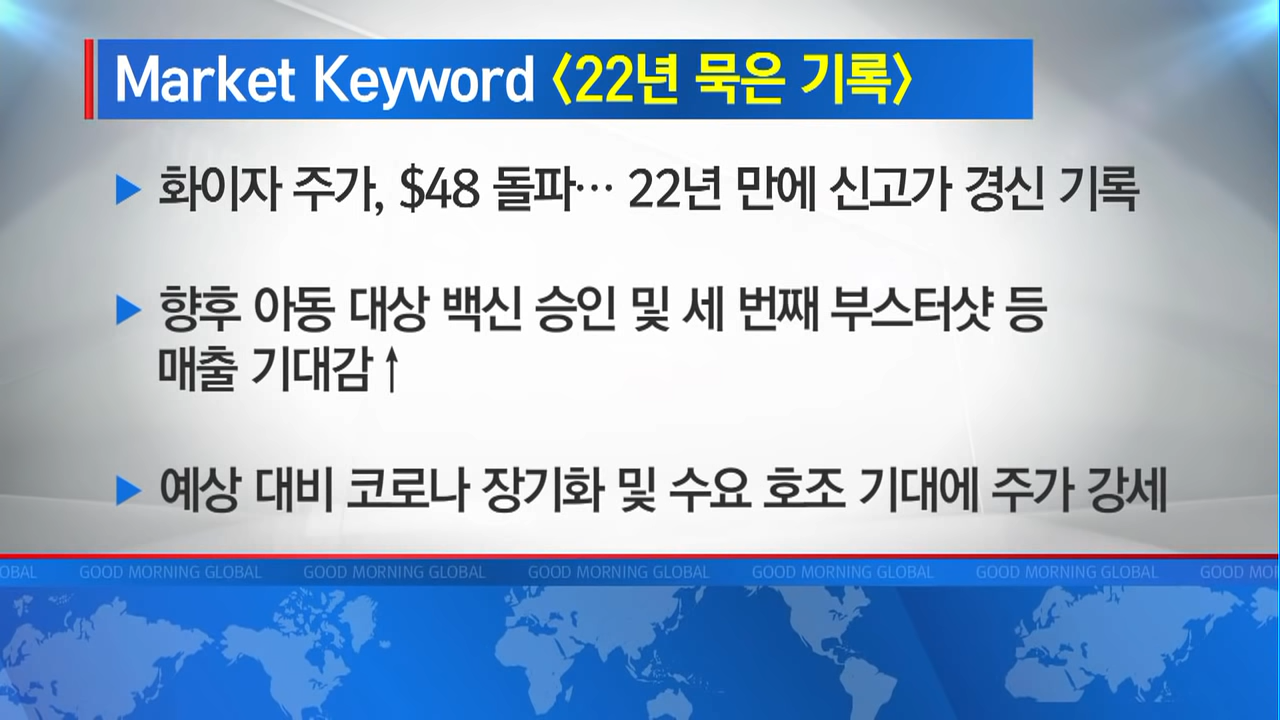 Market Keyword <22년 묵은 기록>
▶ 화이자 주가, $48 돌파… 22년 만에 신고가 경신 기록
▶ 향후 아동 대상 백신 승인 및 세 번째 부스터샷 등
매출 기대감↑
▶ 예상 대비 코로나 장기화 및 수요 호조 기대에 주가 강세
OBAL GOOD MORNING GLOBAL GOOD MORNING GLOBAL GOOD MORNING GLOBAL GOOD MORNING GLOBAL GOOD MORNING GLOBAL GOOD MOR